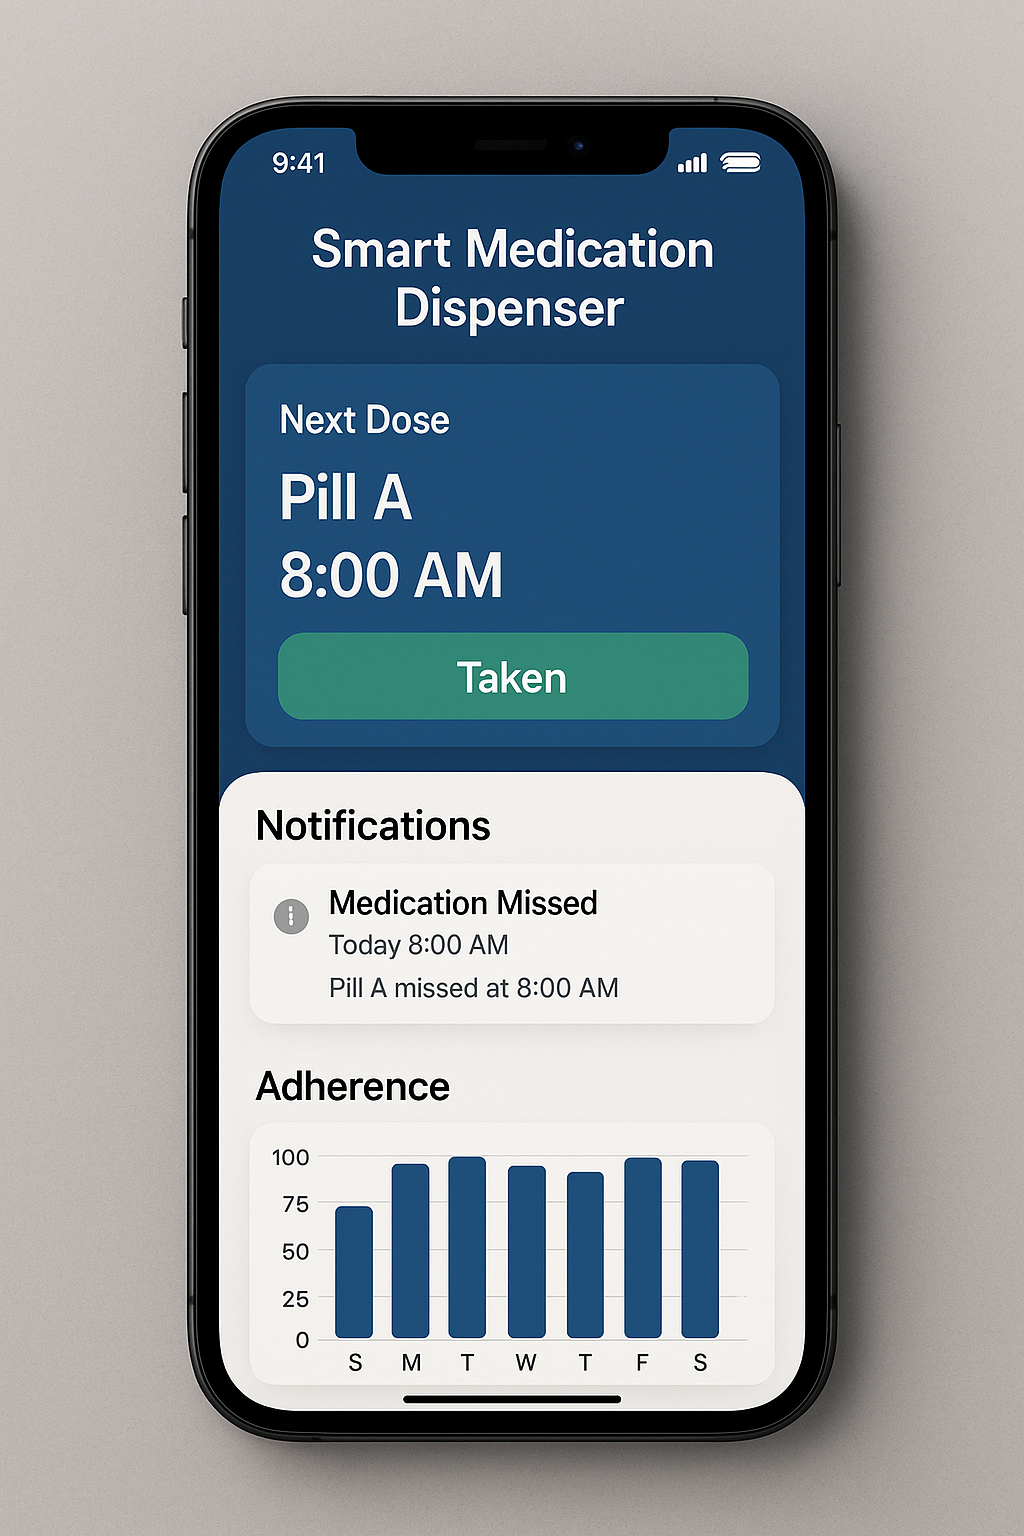 9:41
Smart Medication
Dispenser
Next Dose
Pill A
8:00 AM
Taken
Notifications
Medication Missed
Today 8:00 AM
Pill A missed at 8:00 AM
Adherence
100
75
50
25
0
S M T W T F S